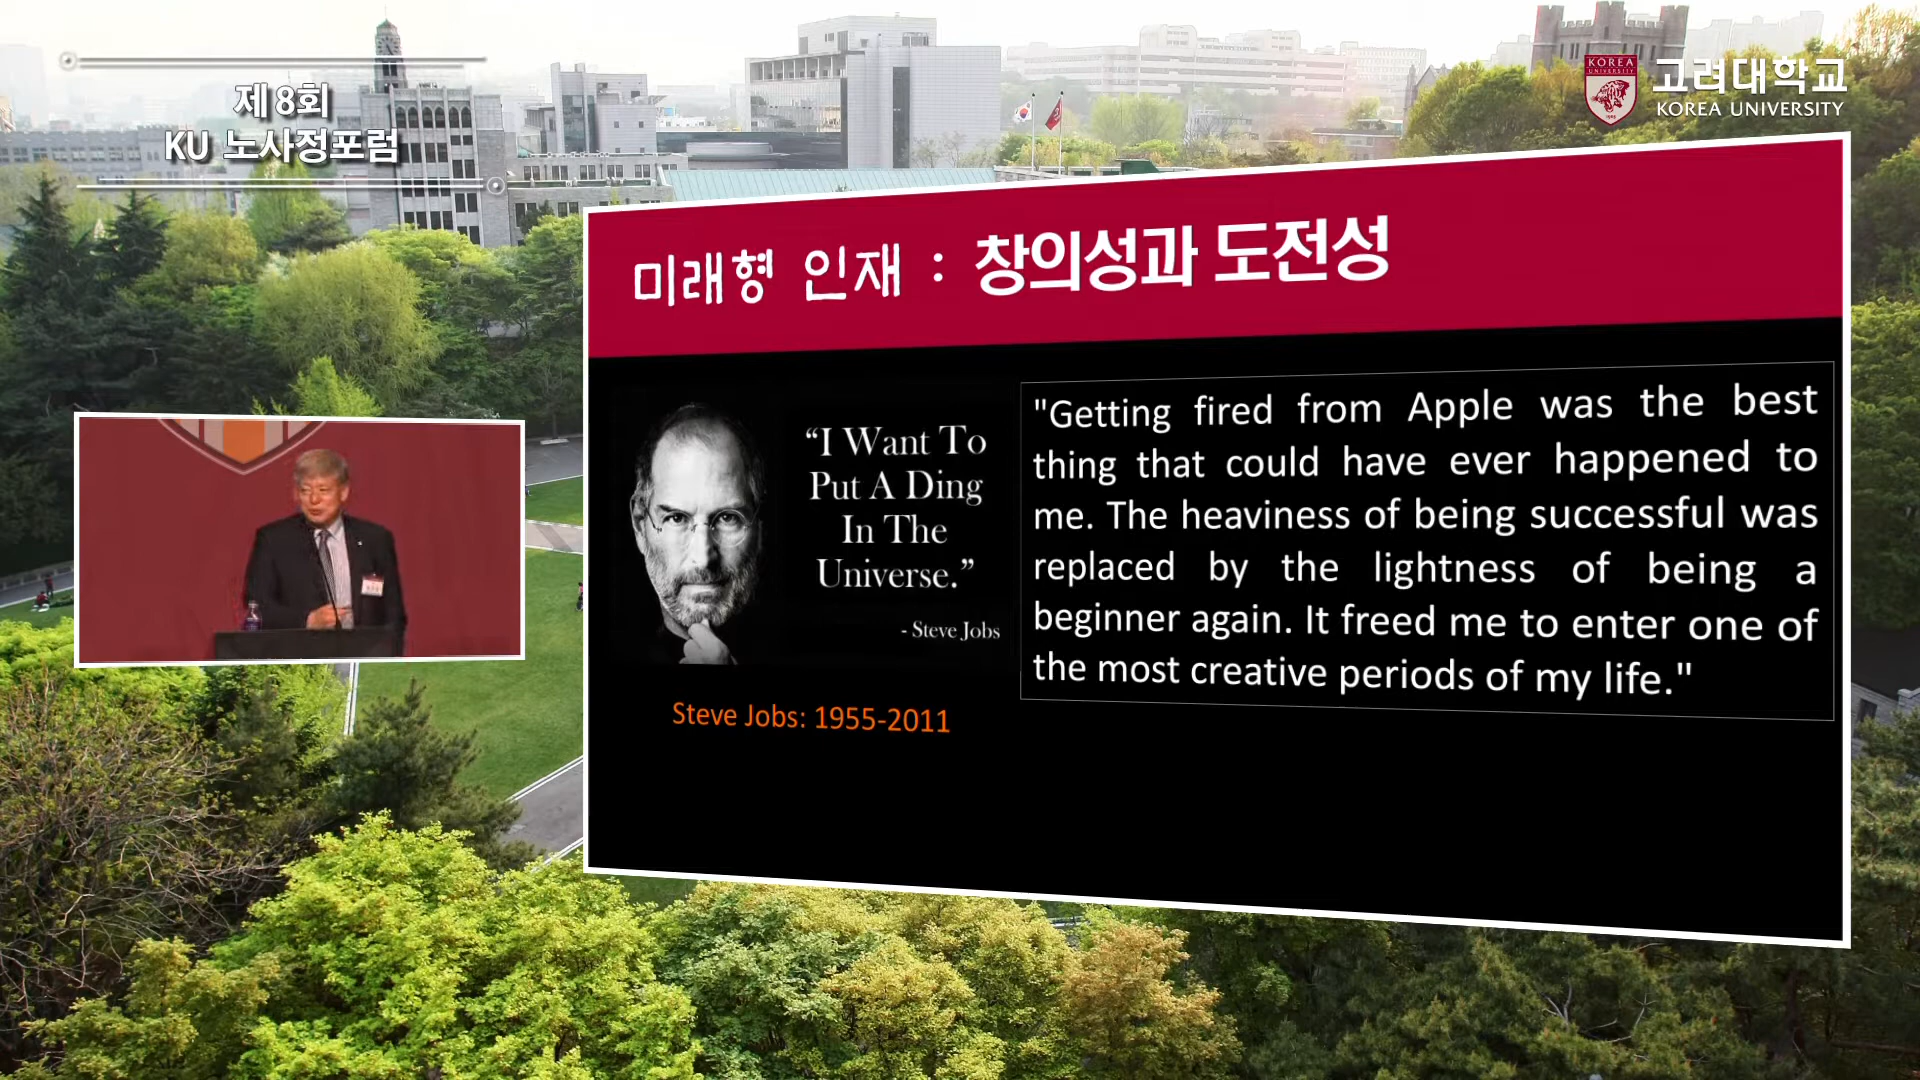 제 8회
KU 노사정포럼
KOREA
UNIVERSITY
고려대학교
KOREA UNIVERSITY
미래형 인재 : 창의성과 도전성
“I Want To
Put A Ding
In The
Universe.”
- Steve Jobs
Steve Jobs: 1955-2011
"Getting fired from Apple was the best
thing that could have ever happened to
me. The heaviness of being successful was
replaced by the lightness of being a
beginner again. It freed me to enter one of
the most creative periods of my life."